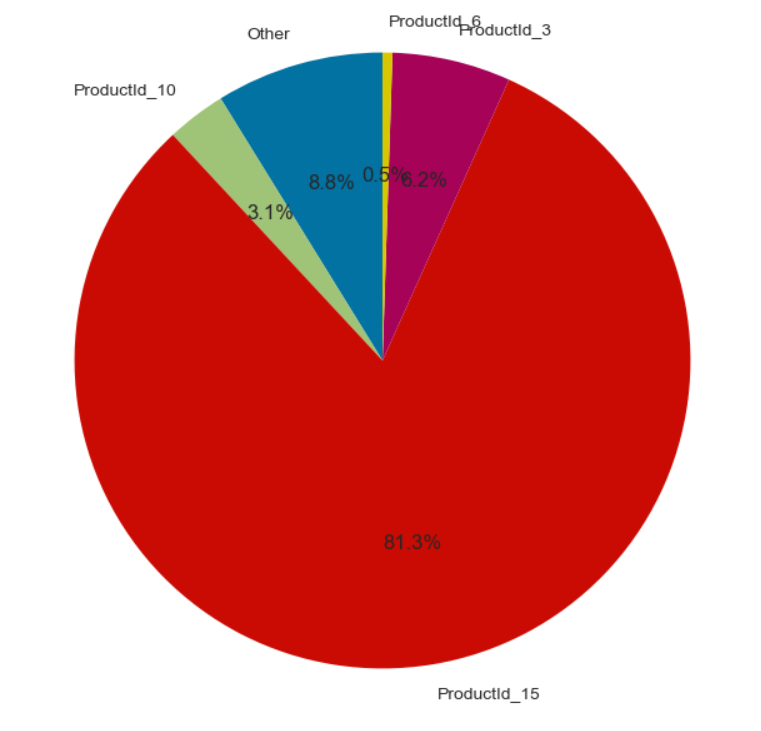 ProductId_6
ProductId_3
Other
ProductId_10
0.5%
6.2%
8.8%
3.1%
81.3%
ProductId_15